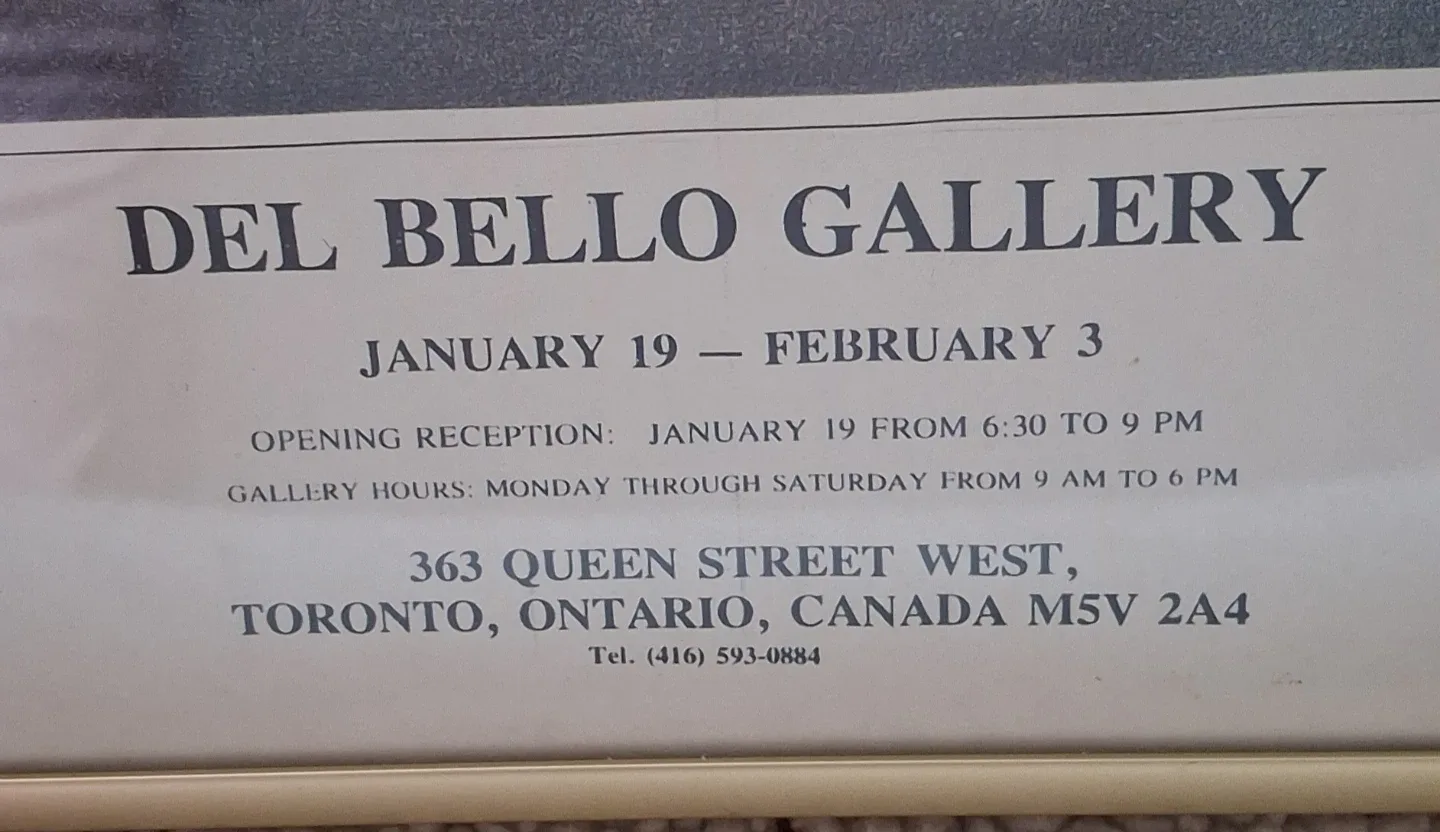 DEL BELLO GALLERY
JANUARY 19 — FEBRUARY 3
OPENING RECEPTION: JANUARY 19 FROM 6:30 TO 9 PM
GALLERY HOURS: MONDAY THROUGH SATURDAY FROM 9 AM TO 6 PM
363 QUEEN STREET WEST,
TORONTO, ONTARIO, CANADA M5V 2A4
Tel. (416) 593-0884